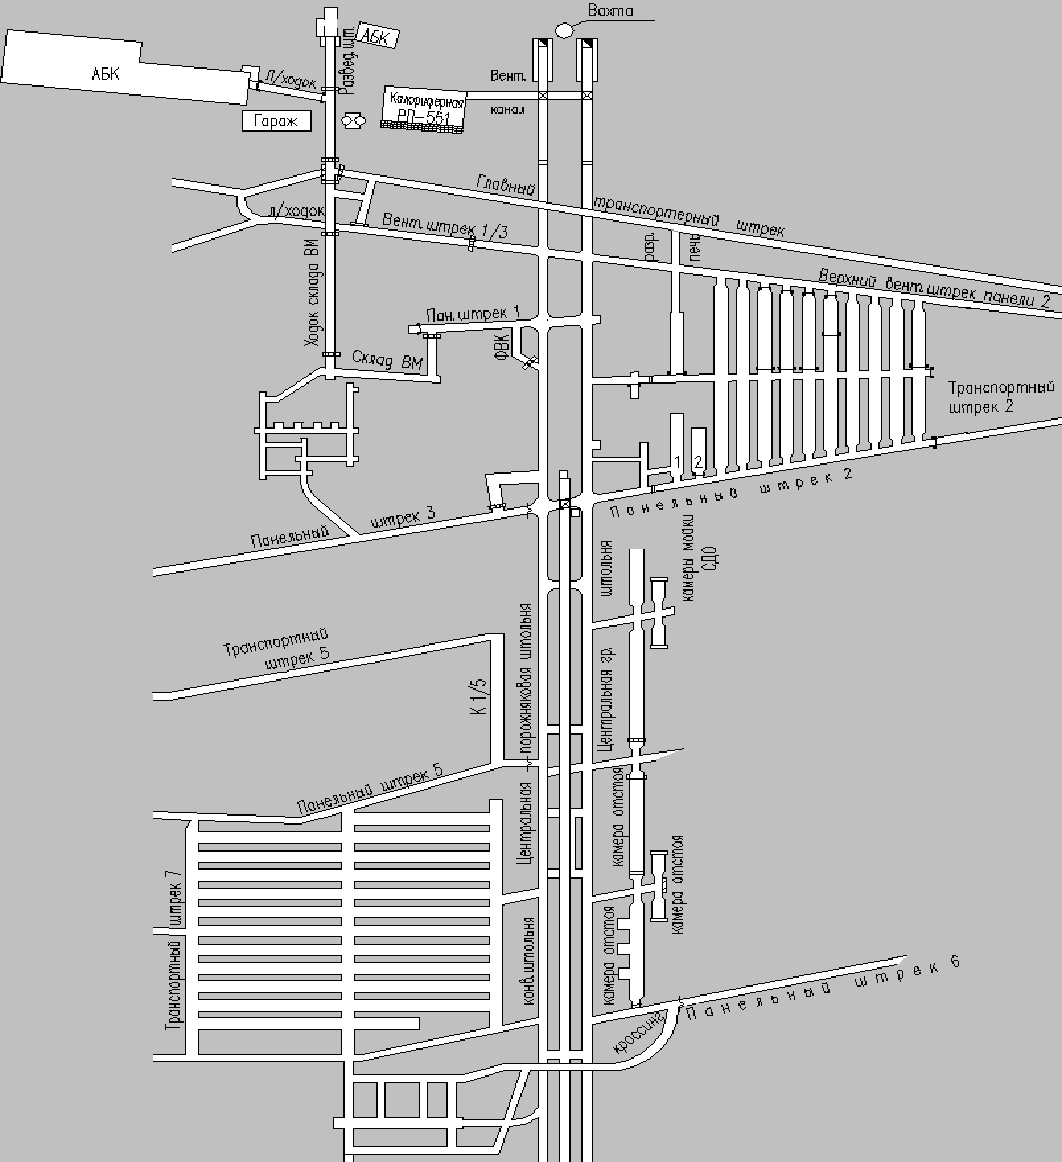 Вахта
АБК
Развед. шт.
АБК
Л/ходок
Вент.
канал
Калориферная
РП-551
Гараж
Главный
транспортерный штрек
л/ходок
Вент. штрек 1/3
разр.
печь
Верхний вент. штрек панели 2
Ходок склада ВМ
Пан. штрек 1
ФВК
Склад ВМ
Транспортный
штрек 2
1
2
Панельный штрек 2
Панельный штрек 3
камеры мойки
СДО
Центральная гр. штольня
Транспортный
штрек 5
К 1/5
Центральная порожняковая штольня
Панельный штрек 5
камера отстоя
камера отстоя
Транспортный штрек 7
конв. штольня
камера отстоя
Панельный штрек 6
кроссинг